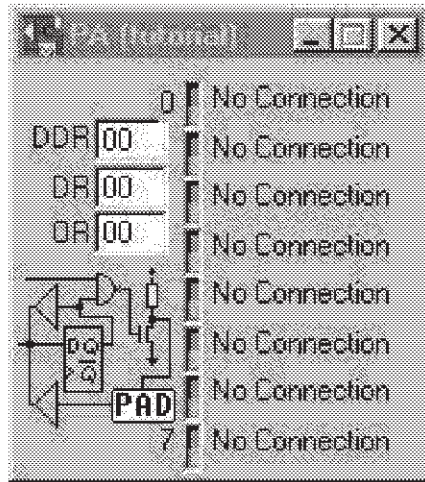 PA [Internal]
0 No Connection
DDR 00 No Connection
DR 00 No Connection
OR 00 No Connection
No Connection
D Q No Connection
Q No Connection
PAD
7 No Connection